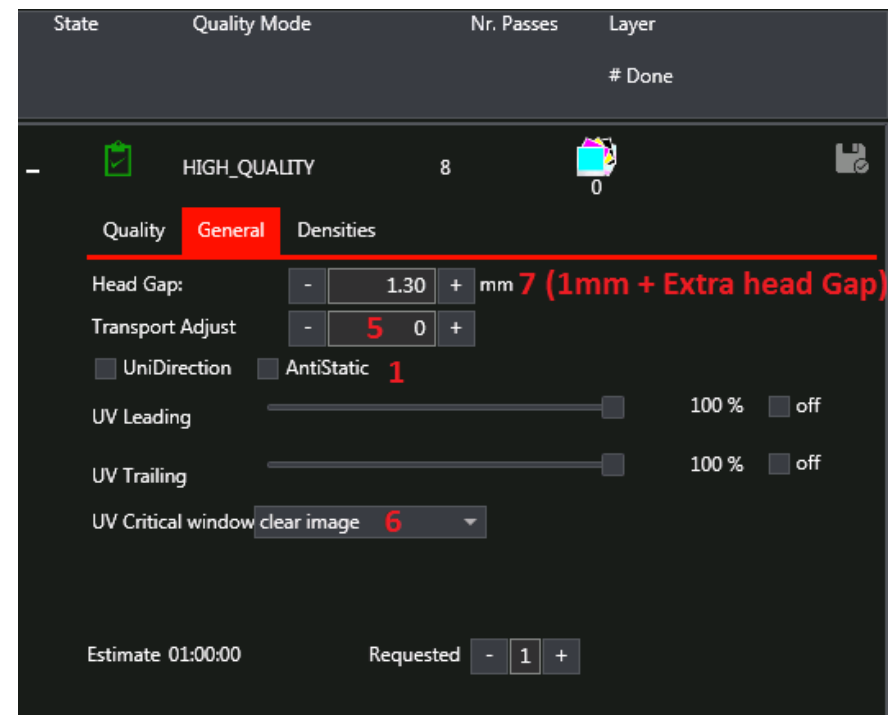 State Quality Mode Nr. Passes Layer
# Done
HIGH_QUALITY 8 0
Quality General Densities
Head Gap: - 1.30 + mm 7 (1mm + Extra head Gap)
Transport Adjust - 5 0 +
UniDirection AntiStatic 1
UV Leading 100 % off
UV Trailing 100 % off
UV Critical window clear image 6
Estimate 01:00:00 Requested - 1 +